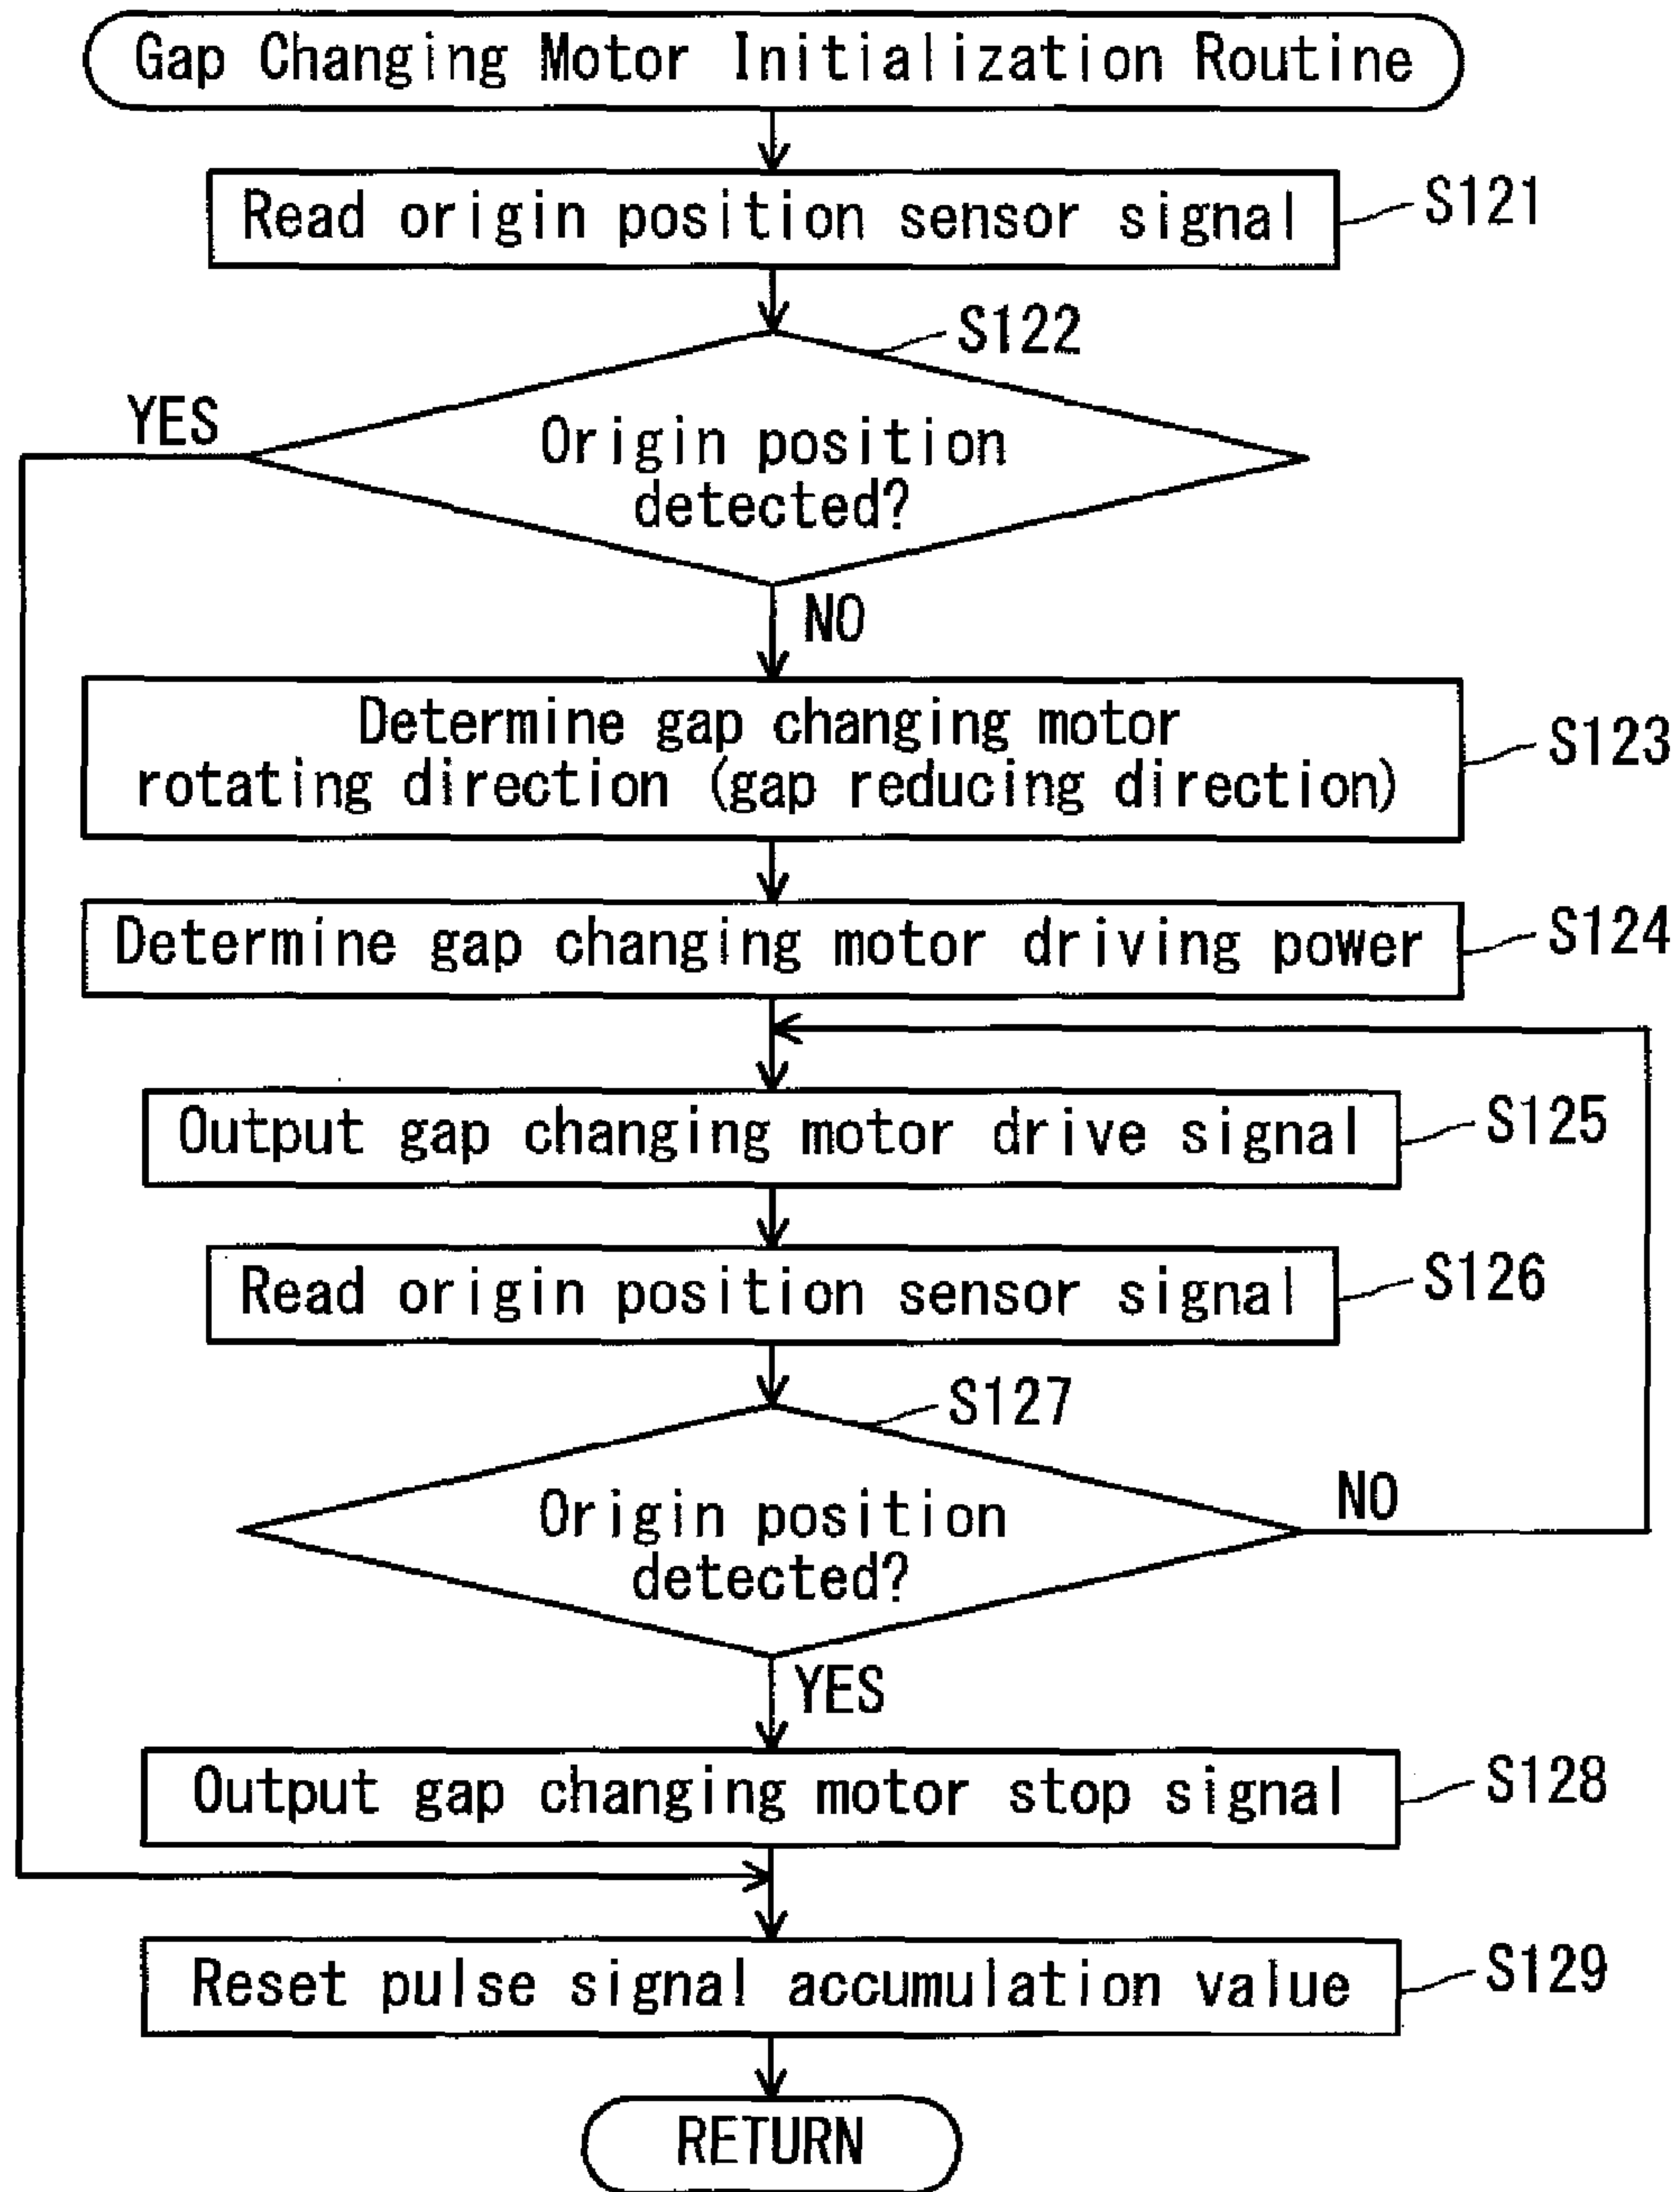 Gap Changing Motor Initialization Routine
Read origin position sensor signal
S121
S122
YES
Origin position
detected?
NO
Determine gap changing motor
rotating direction (gap reducing direction)
S123
Determine gap changing motor driving power
S124
Output gap changing motor drive signal
S125
Read origin position sensor signal
S126
S127
Origin position
detected?
NO
YES
Output gap changing motor stop signal
S128
Reset pulse signal accumulation value
S129
RETURN